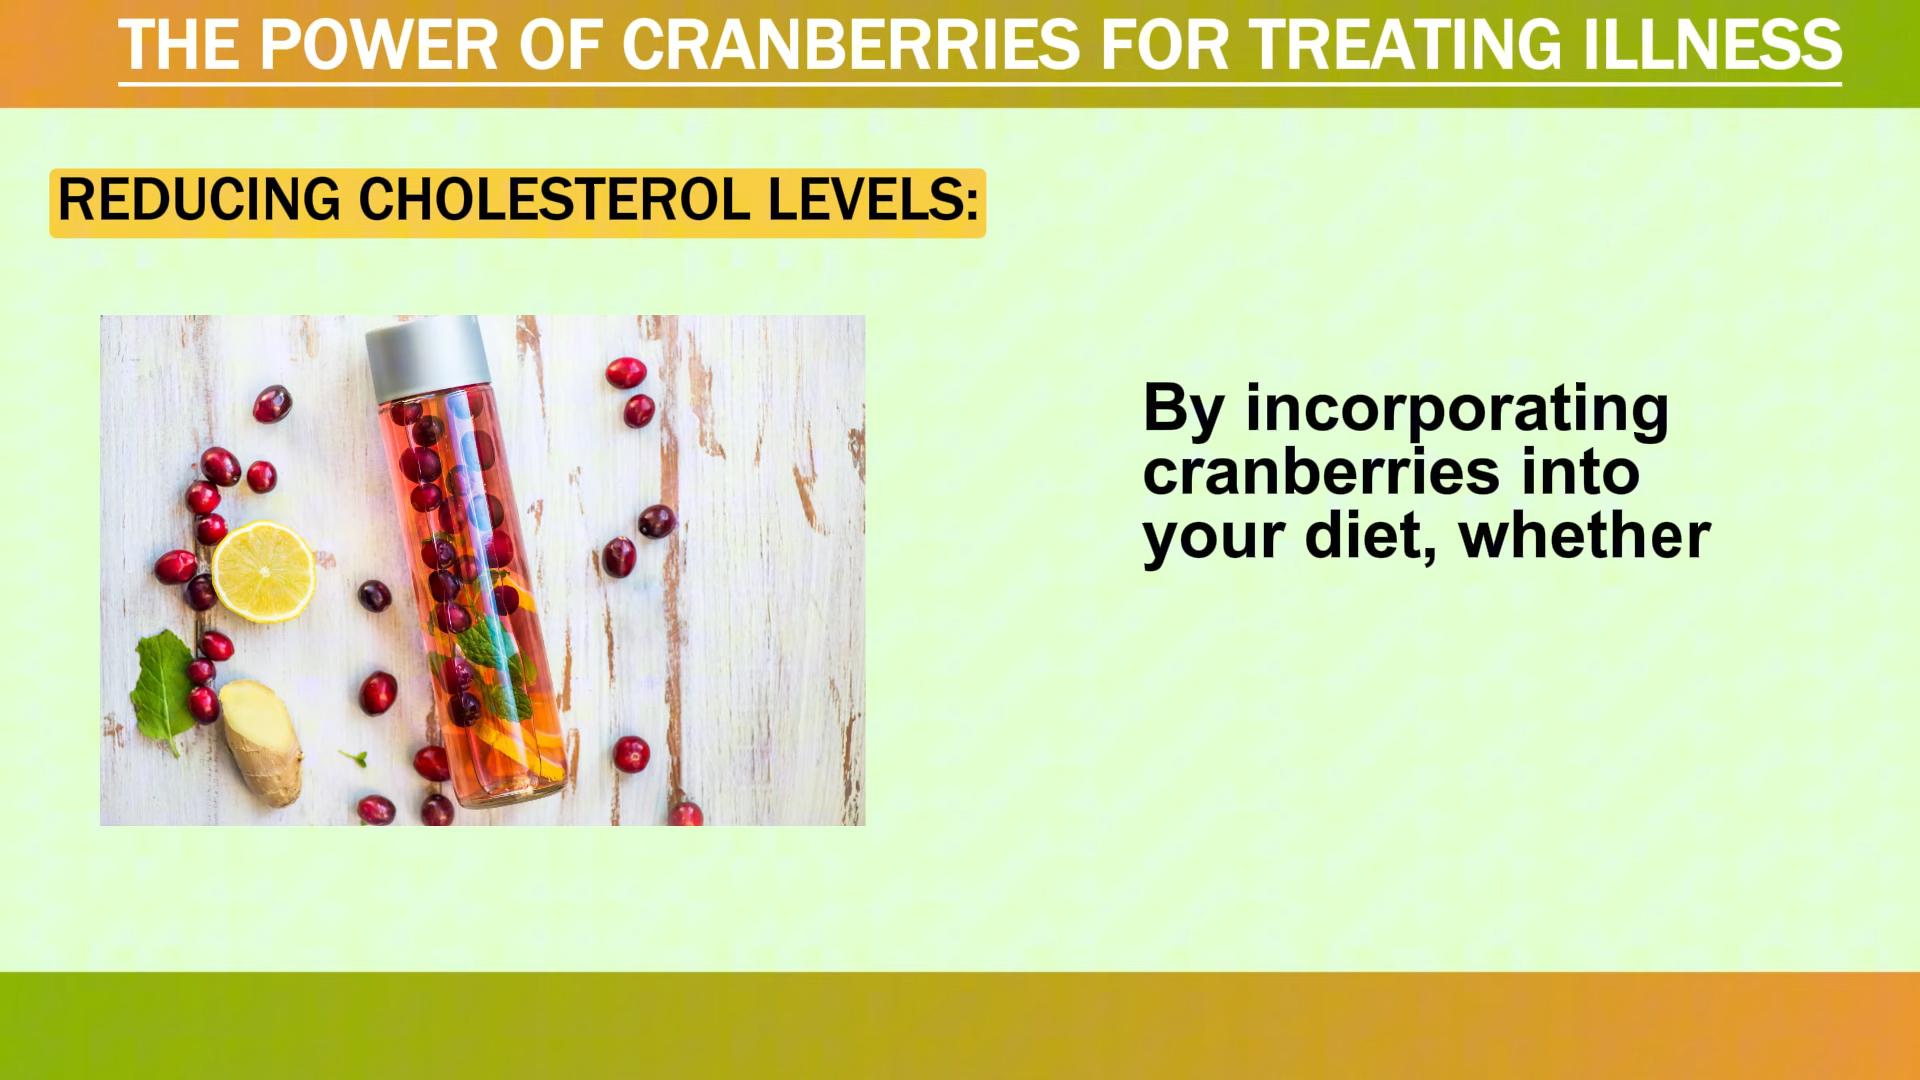 THE POWER OF CRANBERRIES FOR TREATING ILLNESS
REDUCING CHOLESTEROL LEVELS:
By incorporating
cranberries into
your diet, whether